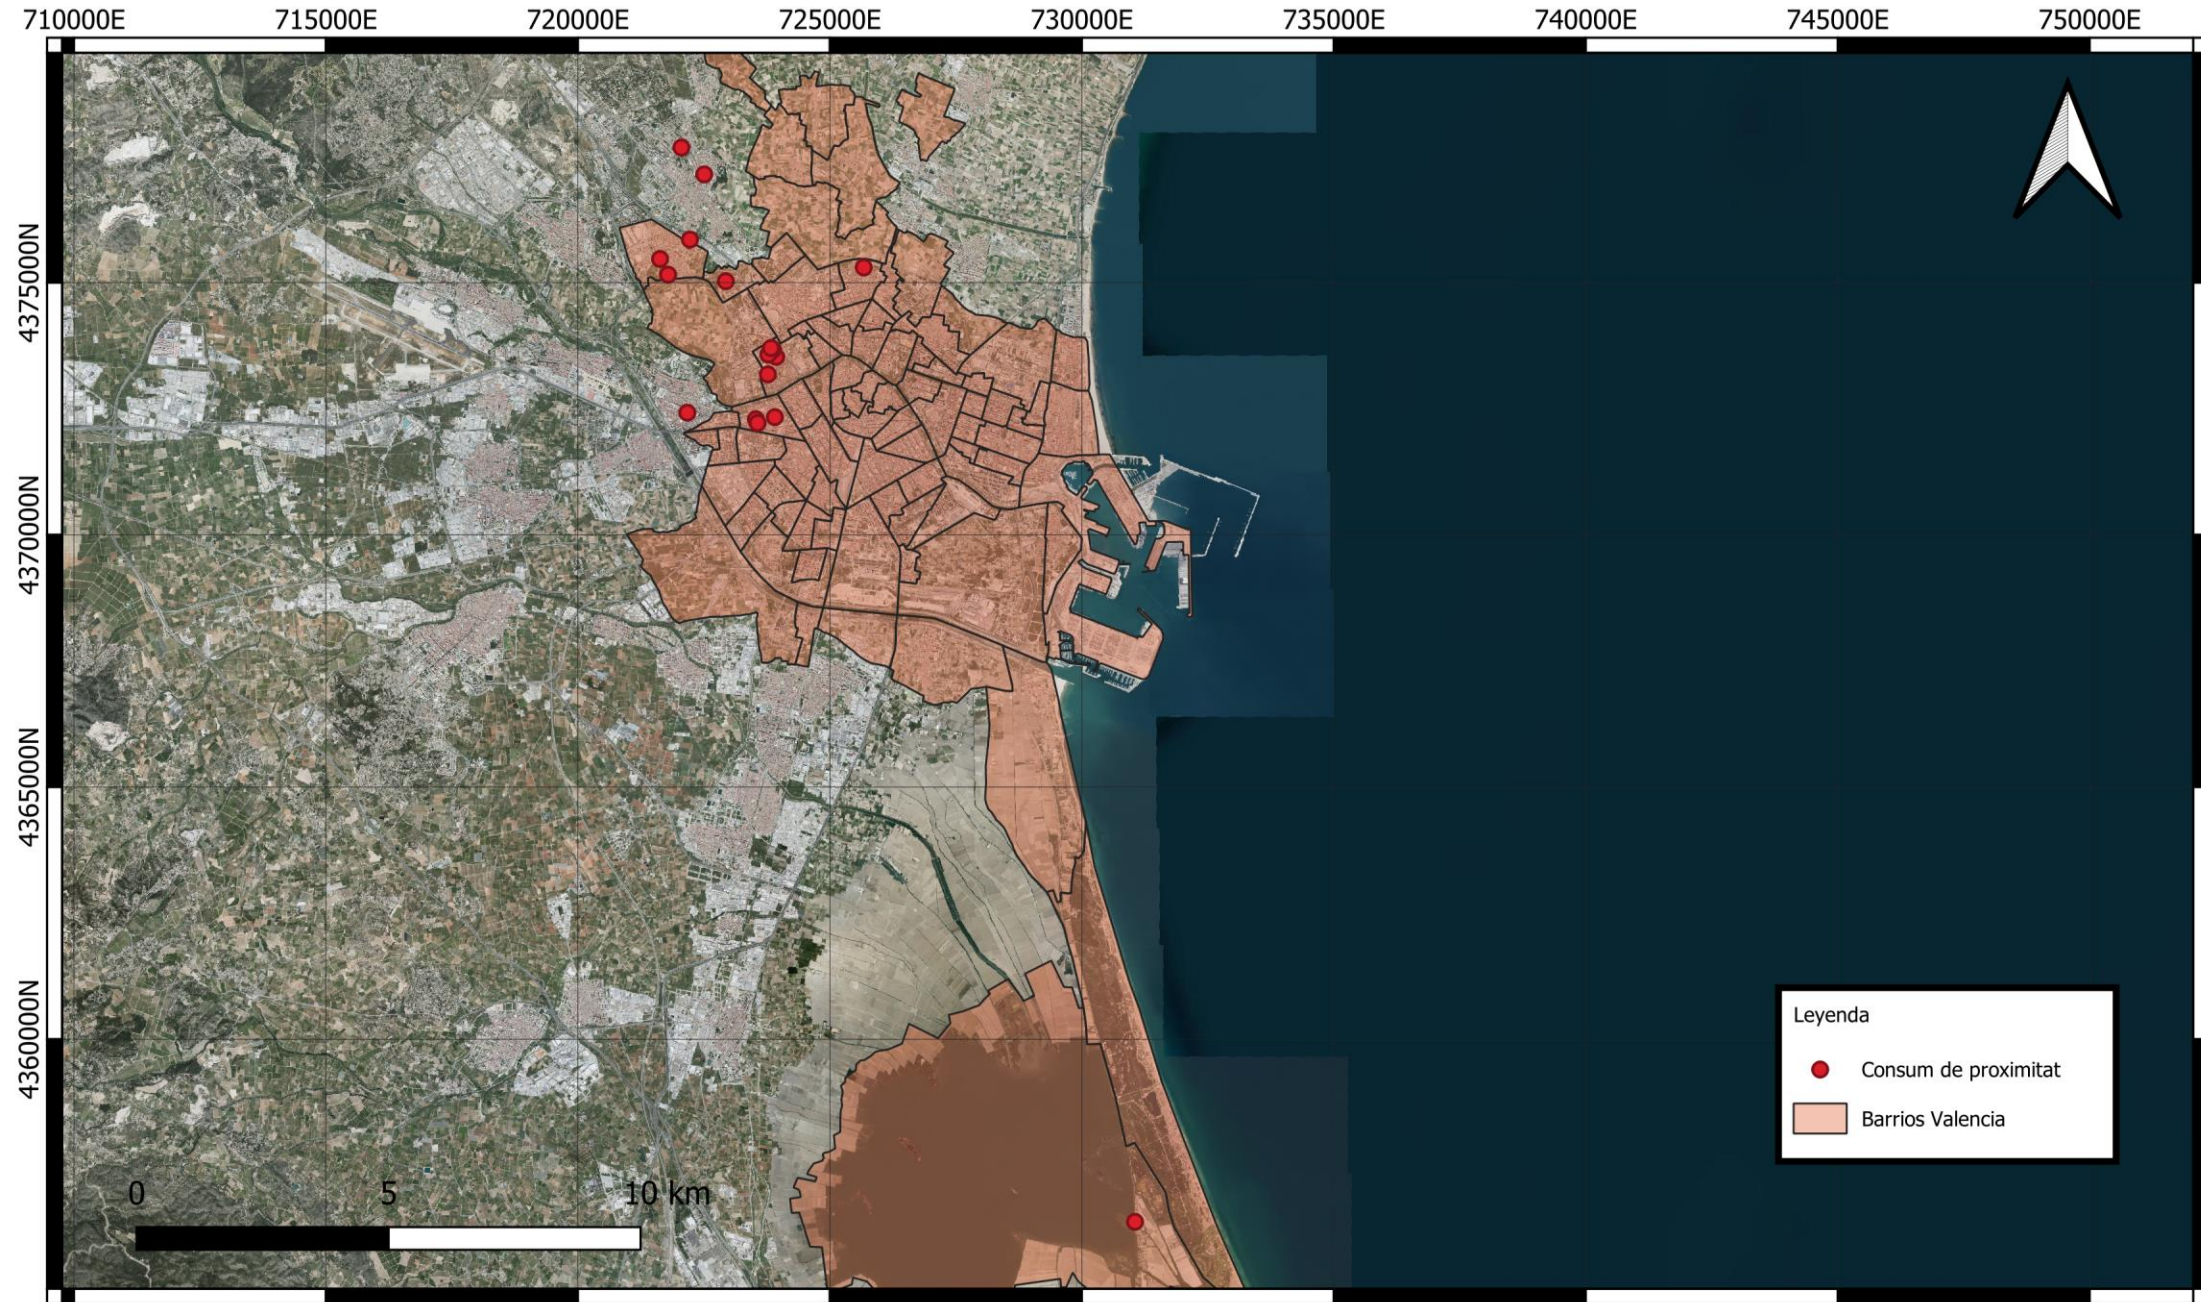 710000E 715000E 720000E 725000E 730000E 735000E 740000E 745000E 750000E
4375000N
4370000N
4365000N
4360000N
Leyenda
Consum de proximitat
Barrios Valencia
0 5 10 km